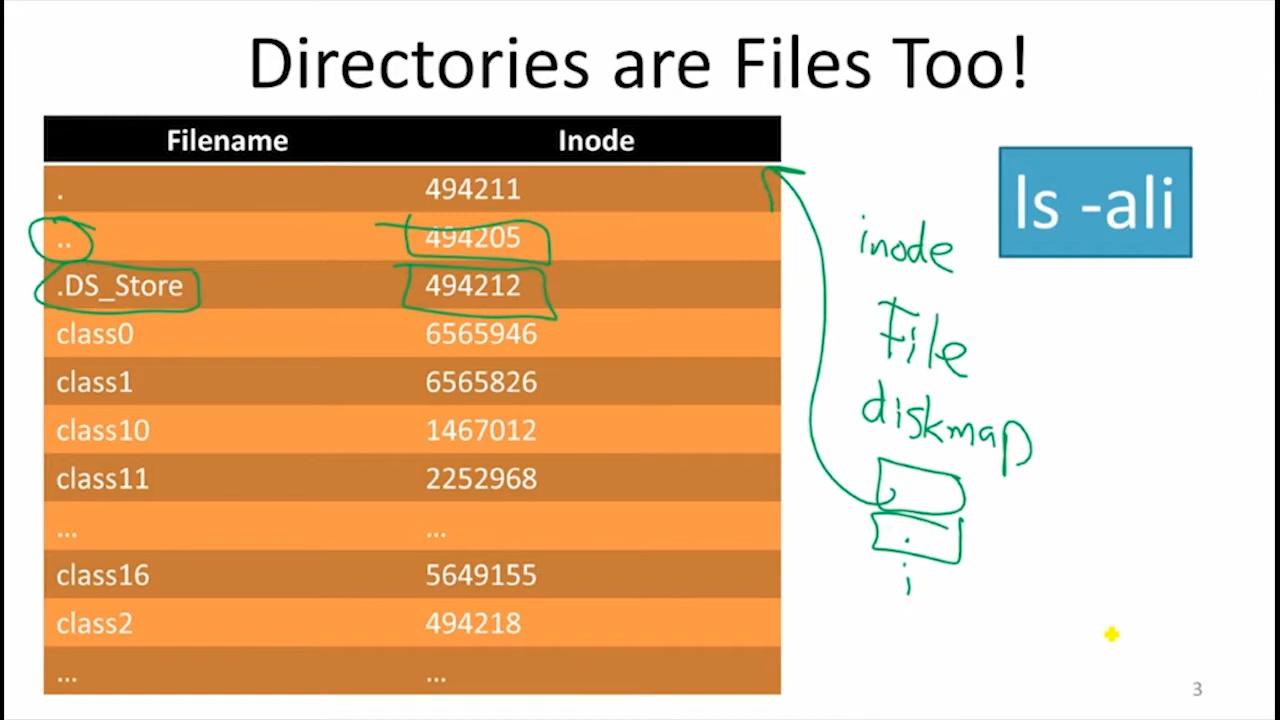 Directories are Files Too!
Filename Inode
. 494211
.. 494205
.DS_Store 494212
class0 6565946
class1 6565826
class10 1467012
class11 2252968
... ...
class16 5649155
class2 494218
... ...
ls -ali
inode
File
diskmap
3